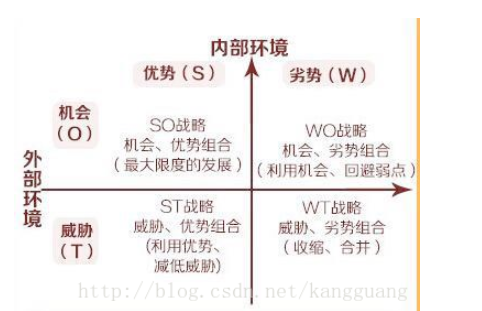 内部环境
优势(S)
劣势(W)
外部环境
机会
(O)
SO战略
机会、优势组合
(最大限度的发展)
WO战略
机会、劣势组合
(利用机会、回避弱点)
威胁
(T)
ST战略
威胁、优势组合
(利用优势、
减低威胁)
WT战略
威胁、劣势组合
(收缩、合并)
http://blog.csdn.net/kangguang